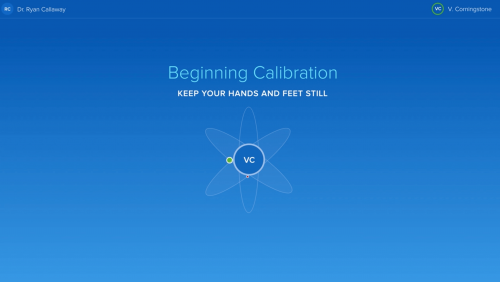 RC Dr. Ryan Callaway
VC V. Corningstone
Beginning Calibration
KEEP YOUR HANDS AND FEET STILL
VC